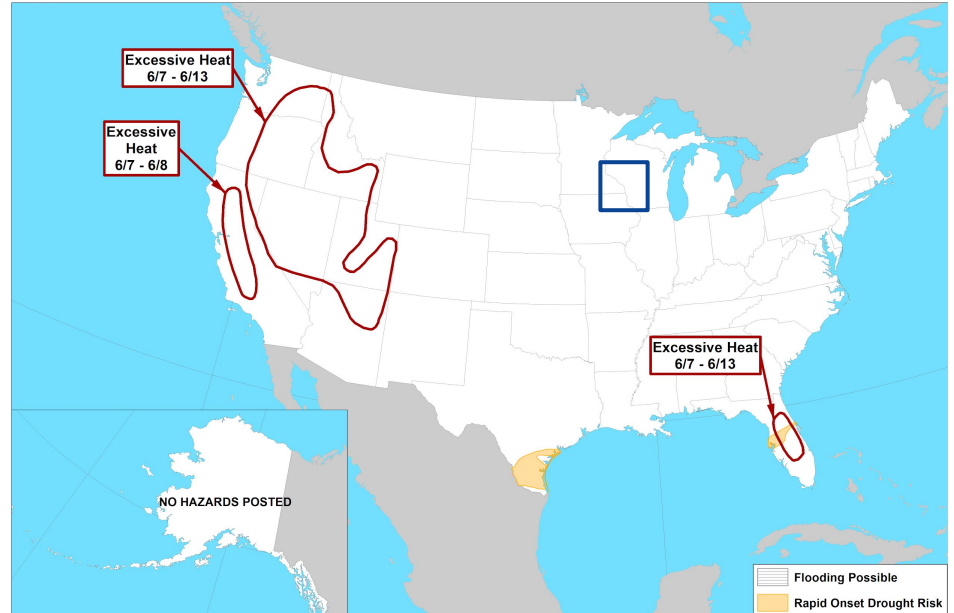 Excessive Heat
6/7 - 6/13
Excessive
Heat
6/7 - 6/8
Excessive Heat
6/7 - 6/13
NO HAZARDS POSTED
Flooding Possible
Rapid Onset Drought Risk